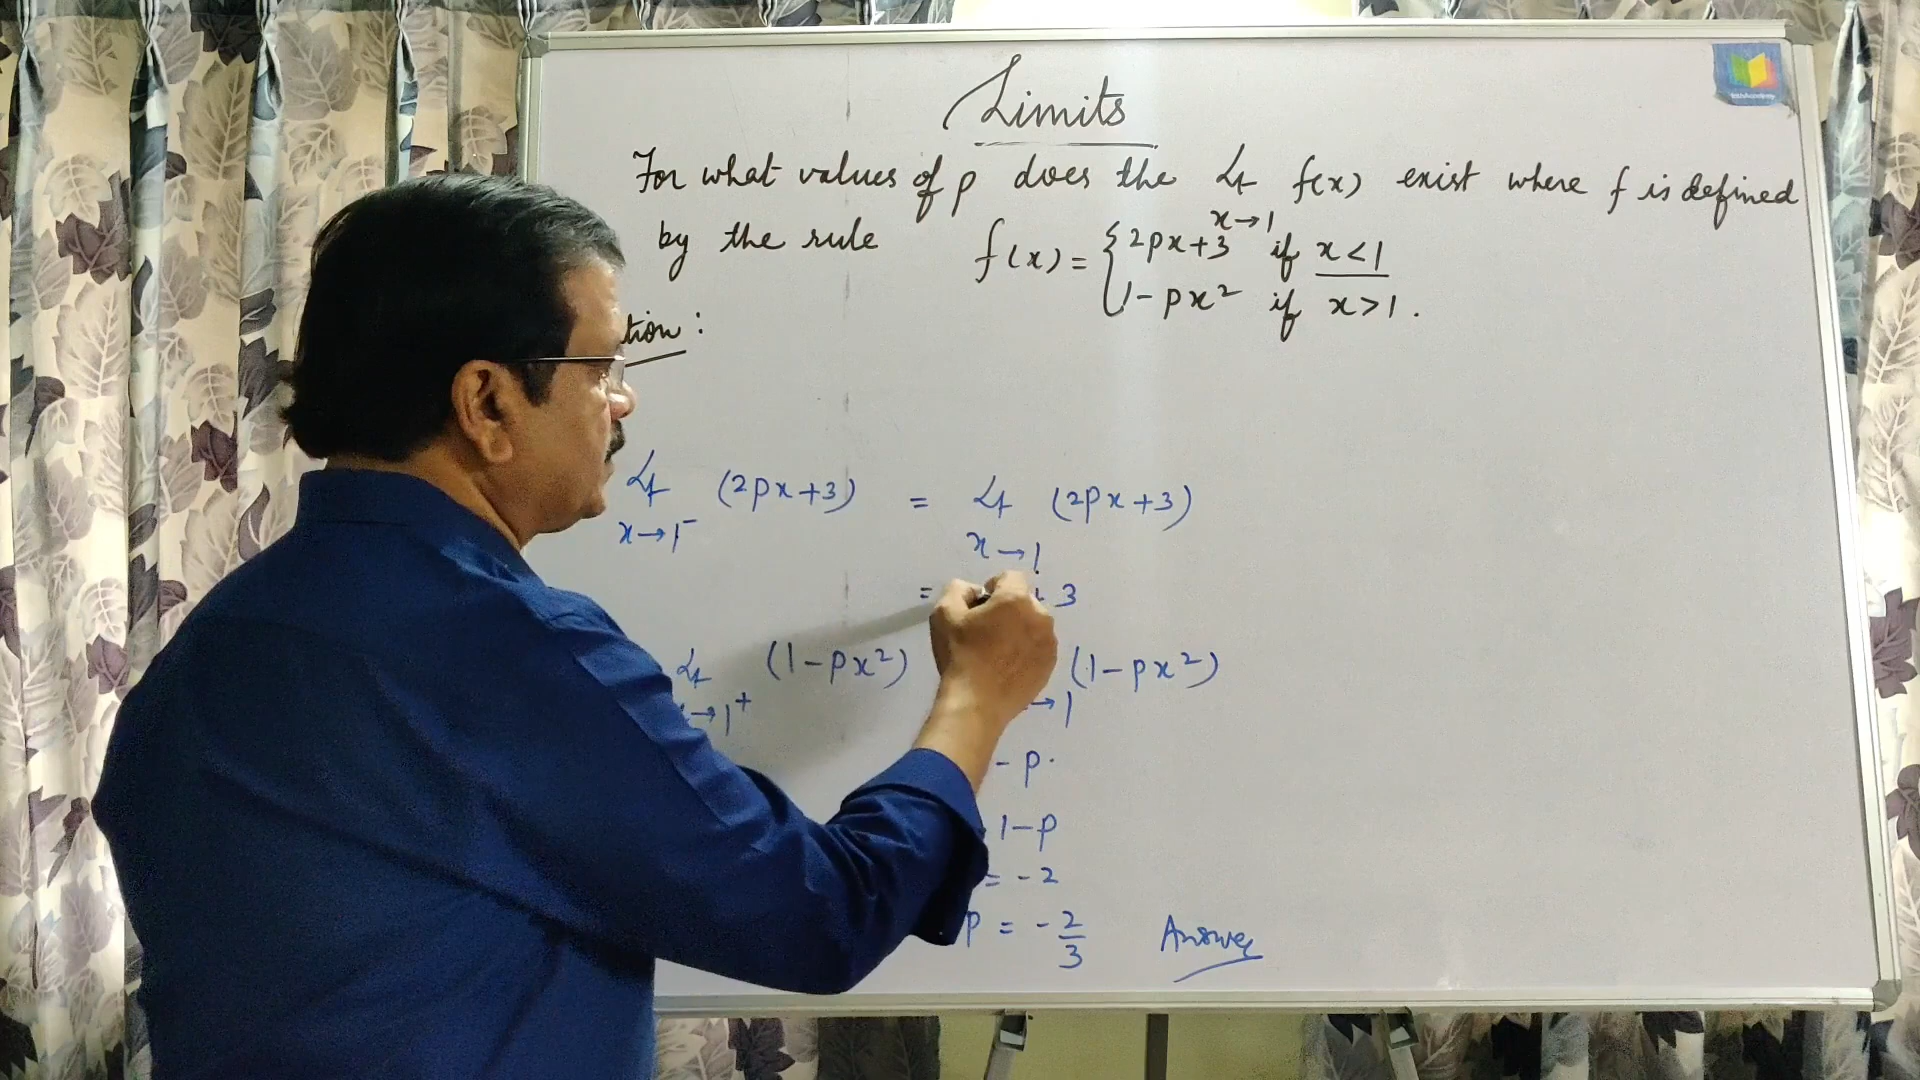 Limits
For what values of p does the Lt f(x) exist where f is defined
x→1
by the rule f(x) = { 2px+3 if x<1
1-px² if x>1.
tion :
Lt (2px+3) = Lt (2px+3)
x→1⁻ x→1
= + 3
Lt (1-px²) (1-px²)
→1⁺ →1
- p.
1-p
= -2
p = -2/3 Answer